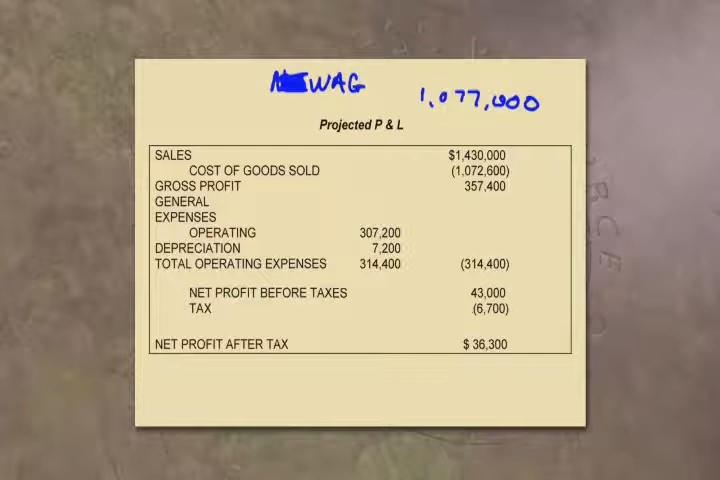 WAG
1,077,000
Projected P & L
SALES $1,430,000
COST OF GOODS SOLD (1,072,600)
GROSS PROFIT 357,400
GENERAL
EXPENSES
OPERATING 307,200
DEPRECIATION 7,200
TOTAL OPERATING EXPENSES 314,400 (314,400)
NET PROFIT BEFORE TAXES 43,000
TAX (6,700)
NET PROFIT AFTER TAX $ 36,300